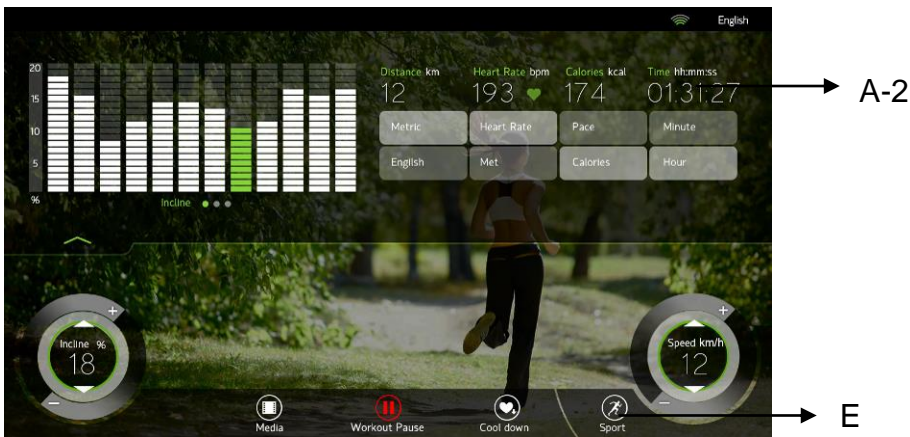 English
Distance km Heart Rate bpm Calories kcal Time hh:mm:ss
12 193 174 01:31:27
A-2
Metric Heart Rate Pace Minute
English Met Calories Hour
20
15
10
5
%
Incline
Incline %
18
Speed km/h
12
+
−
+
−
Media Workout Pause Cool down Sport
E